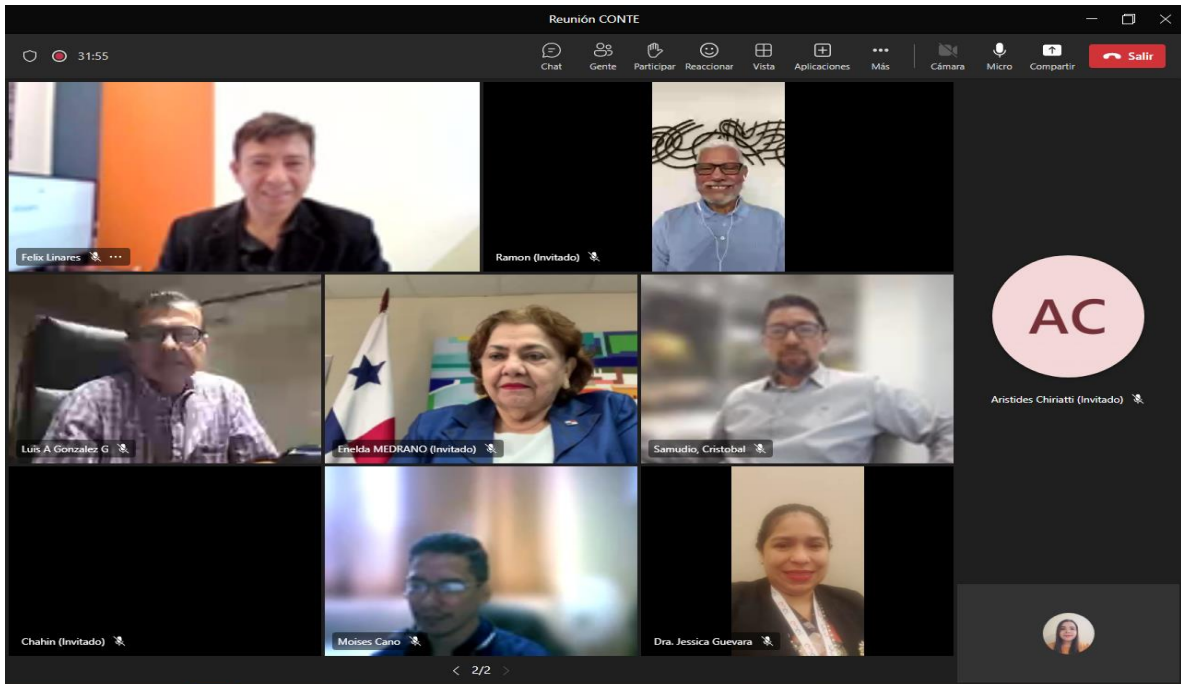 Reunión CONTE
31:55
Chat
Gente
Participar
Reaccionar
Vista
Aplicaciones
Más
Cámara
Micro
Compartir
Salir
Felix Linares
Ramon (Invitado)
Luis A Gonzalez G
Enelda MEDRANO (Invitado)
Samudio, Cristobal
AC
Aristides Chiriatti (Invitado)
Chahin (Invitado)
Moises Cano
Dra. Jessica Guevara
2/2